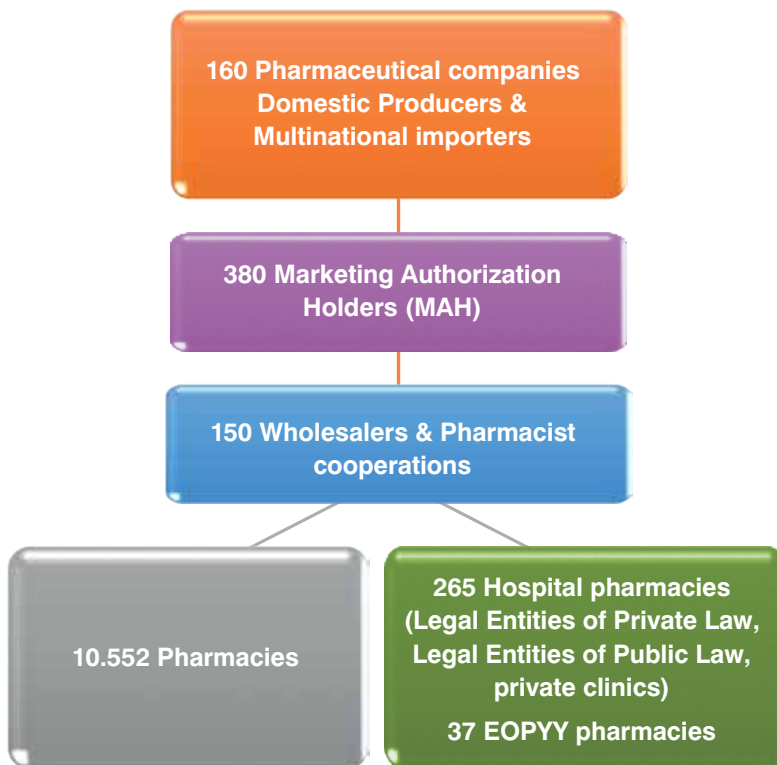 160 Pharmaceutical companies
Domestic Producers &
Multinational importers
380 Marketing Authorization
Holders (MAH)
150 Wholesalers & Pharmacist
cooperations
10.552 Pharmacies
265 Hospital pharmacies
(Legal Entities of Private Law,
Legal Entities of Public Law,
private clinics)
37 EOPYY pharmacies